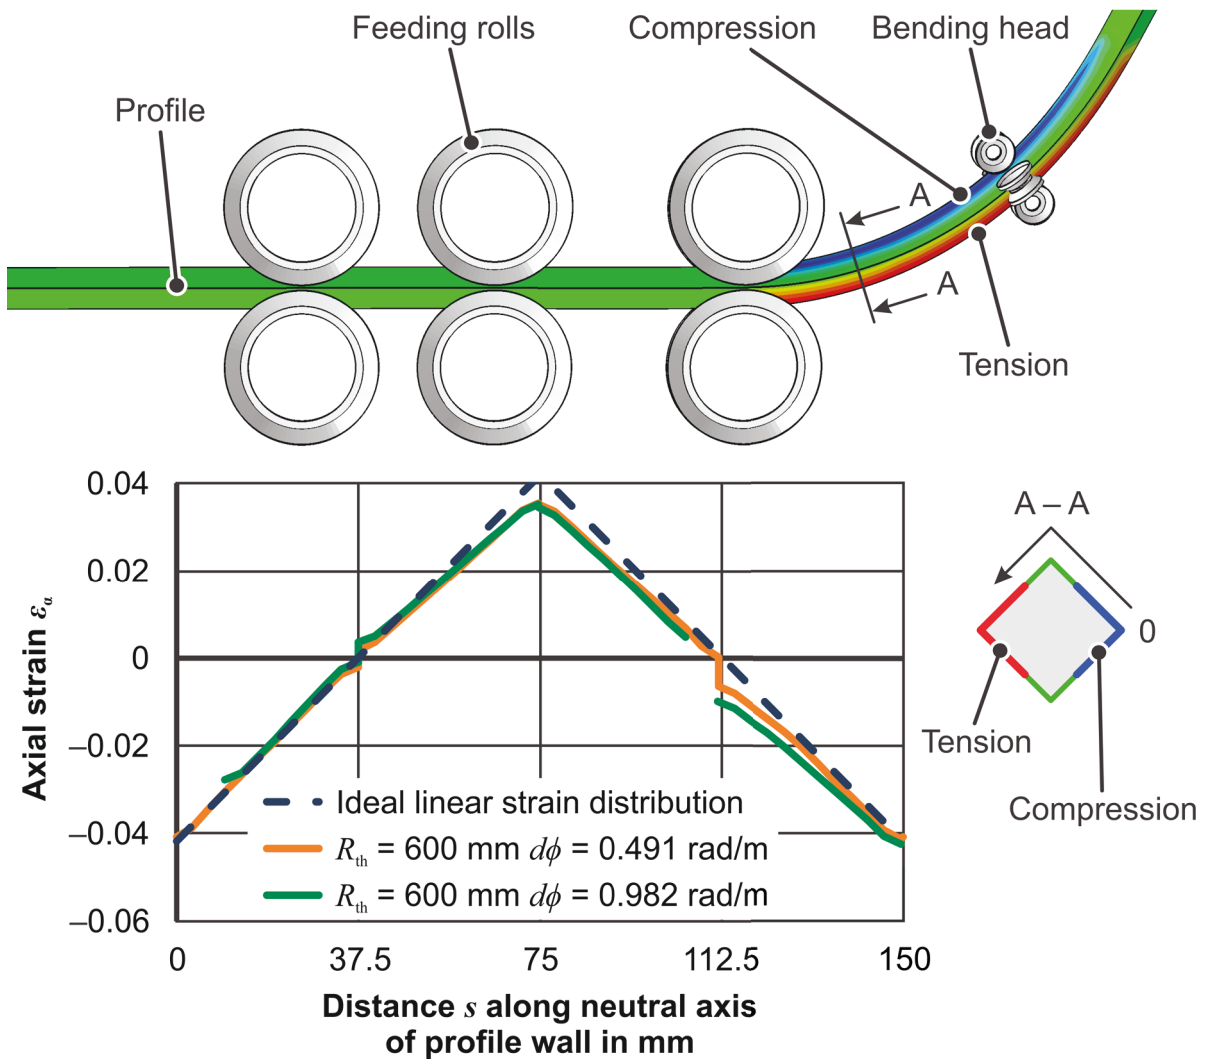 Feeding rolls
Compression
Bending head
Profile
A
A
Tension
0.04
0.02
0
–0.02
–0.04
–0.06
Axial strain εα
Ideal linear strain distribution
Rth = 600 mm dϕ = 0.491 rad/m
Rth = 600 mm dϕ = 0.982 rad/m
0
37.5
75
112.5
150
Distance s along neutral axis
of profile wall in mm
A – A
0
Tension
Compression